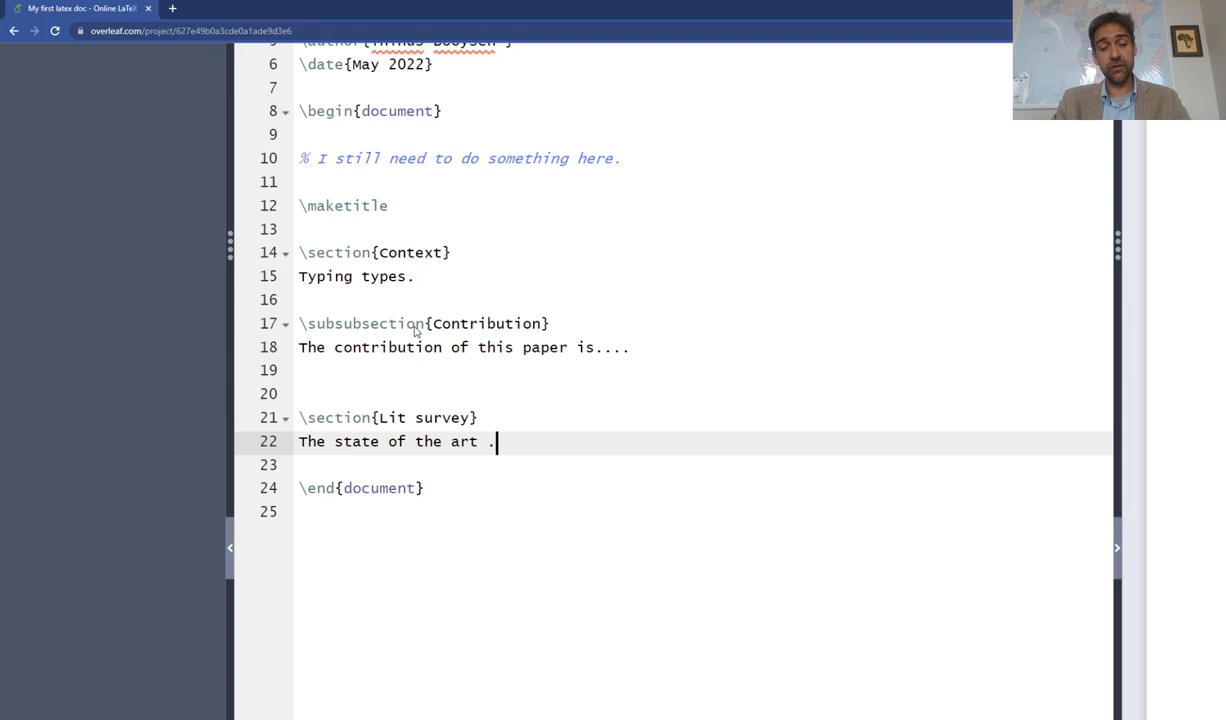 My first latex doc - Online LaTeX
overleaf.com/project/627e49b0a3cde0a1ade9d3e6
6 \date{May 2022}
7
8 \begin{document}
9
10 % I still need to do something here.
11
12 \maketitle
13
14 \section{Context}
15 Typing types.
16
17 \subsubsection{Contribution}
18 The contribution of this paper is....
19
20
21 \section{Lit survey}
22 The state of the art .
23
24 \end{document}
25